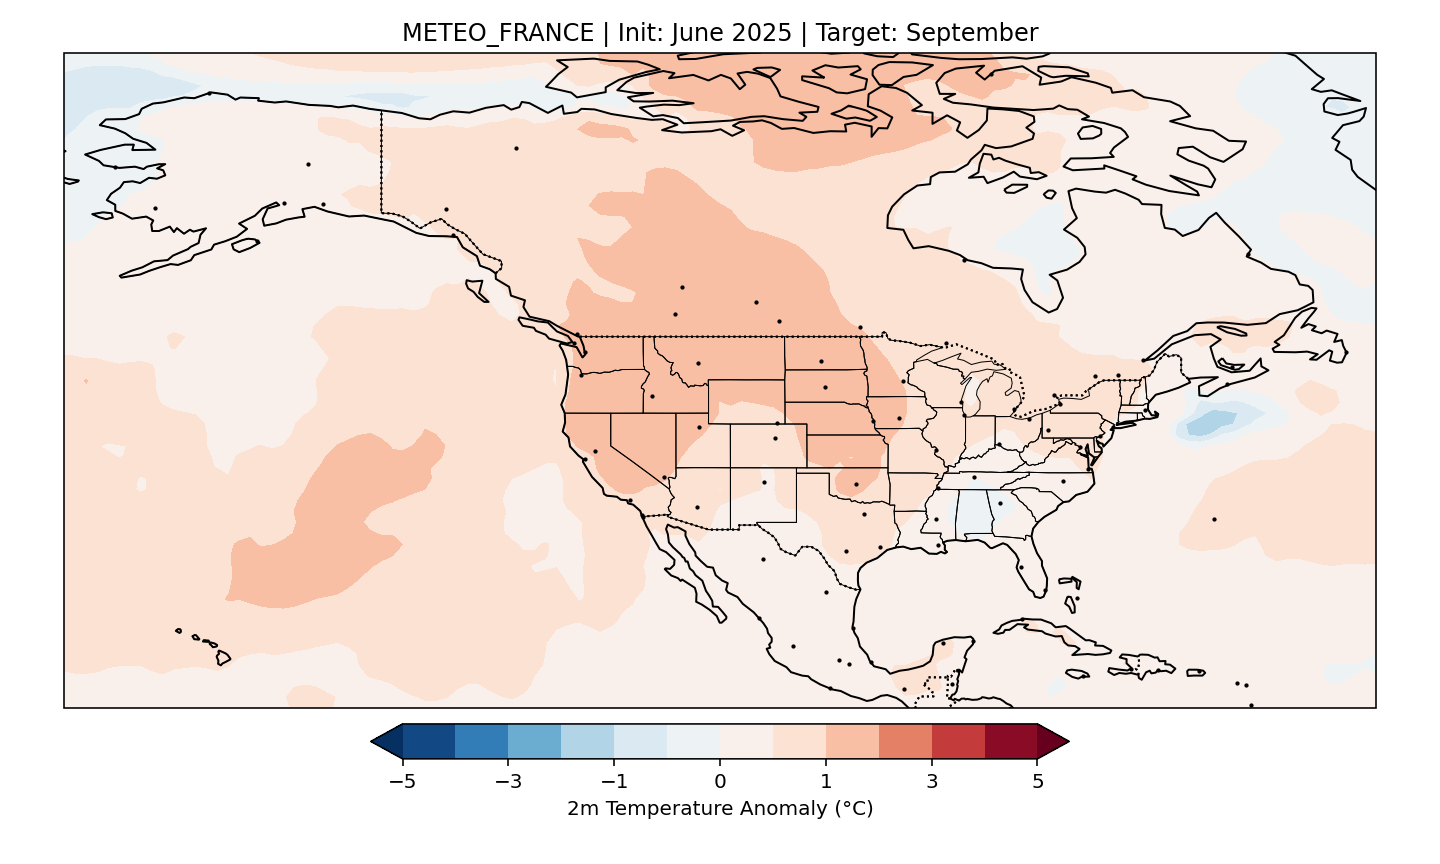 METEO_FRANCE | Init: June 2025 | Target: September
−5 −3 −1 0 1 3 5
2m Temperature Anomaly (°C)